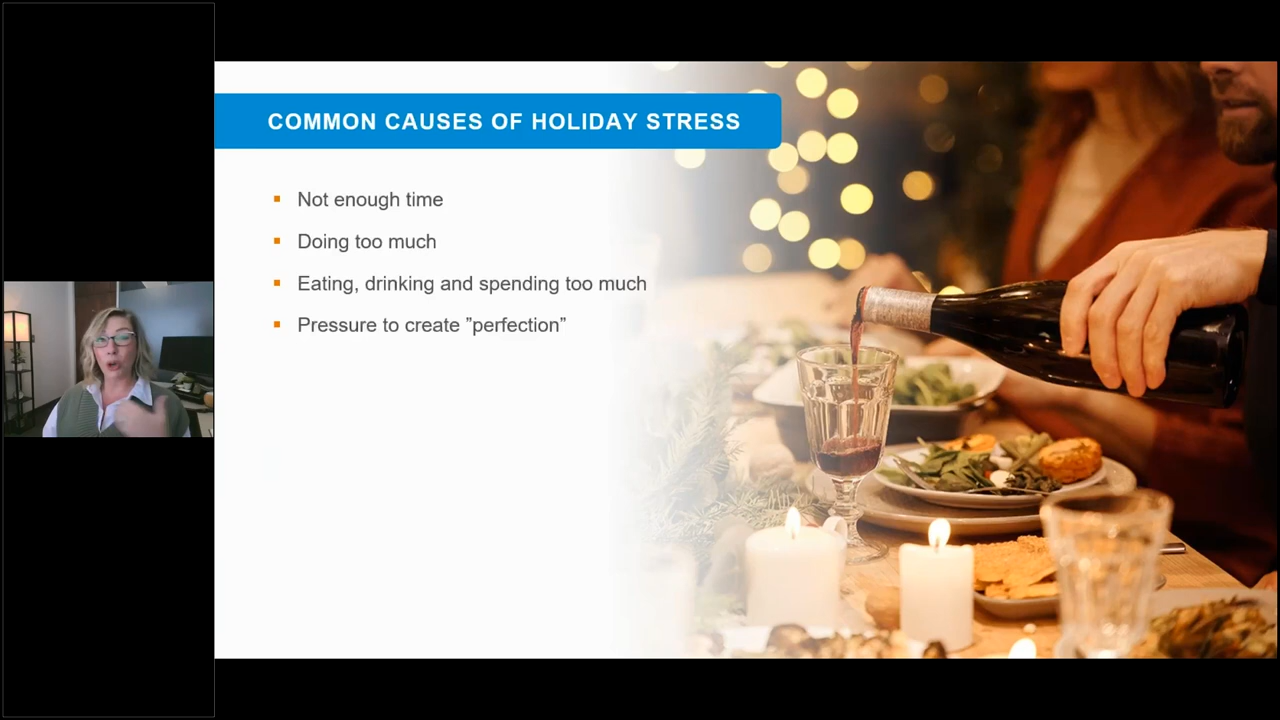 COMMON CAUSES OF HOLIDAY STRESS
Not enough time
Doing too much
Eating, drinking and spending too much
Pressure to create ”perfection”